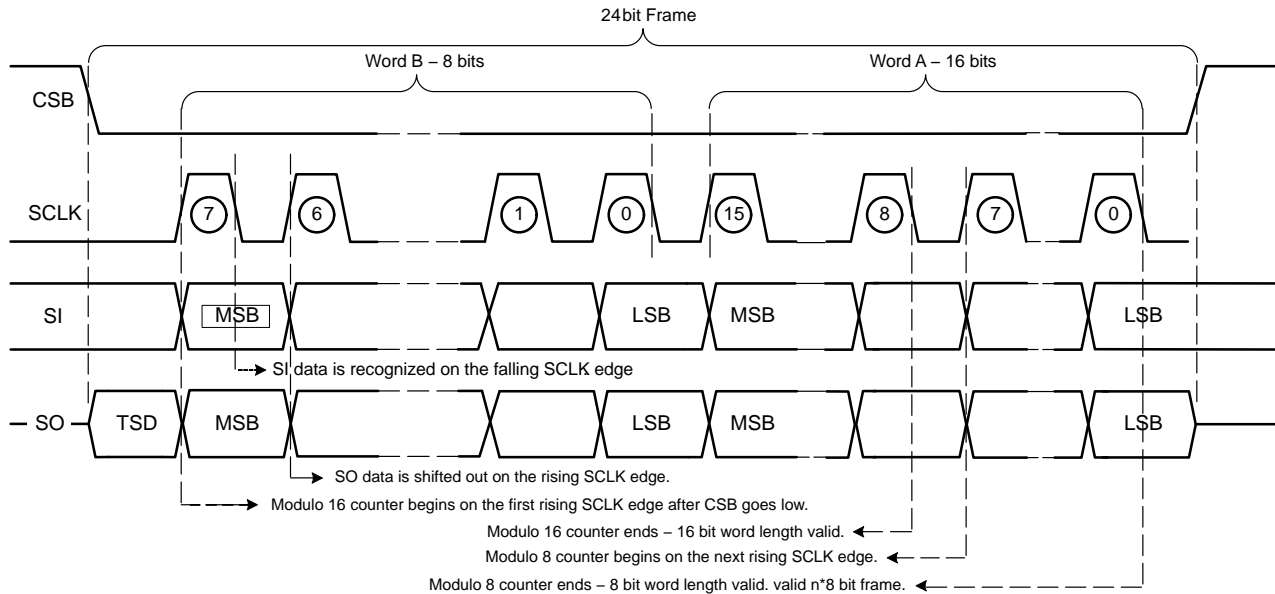 24bit Frame
Word B – 8 bits
Word A – 16 bits
CSB
SCLK
7
6
1
0
15
8
7
0
SI
MSB
LSB
MSB
LSB
SI data is recognized on the falling SCLK edge
SO
TSD
MSB
LSB
MSB
LSB
SO data is shifted out on the rising SCLK edge.
Modulo 16 counter begins on the first rising SCLK edge after CSB goes low.
Modulo 16 counter ends – 16 bit word length valid.
Modulo 8 counter begins on the next rising SCLK edge.
Modulo 8 counter ends – 8 bit word length valid. valid n*8 bit frame.